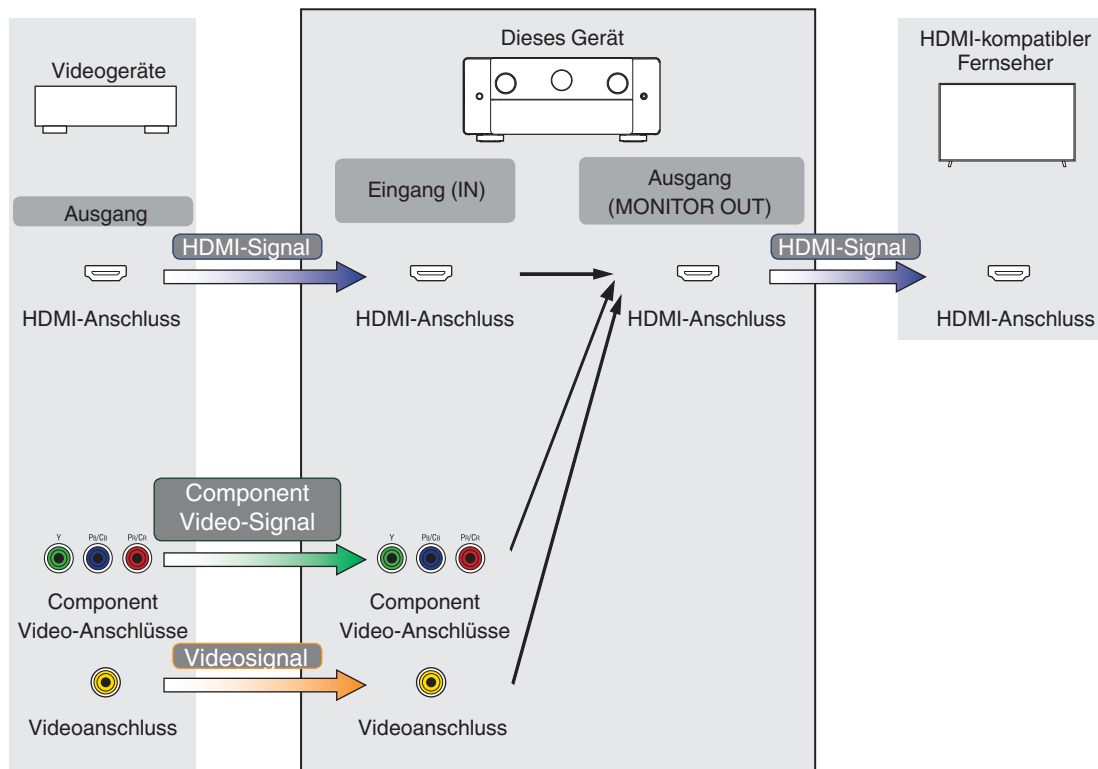 Dieses Gerät
HDMI-kompatibler
Fernseher
Videogeräte
Eingang (IN)
Ausgang
(MONITOR OUT)
Ausgang
HDMI-Signal
HDMI-Signal
HDMI-Anschluss
HDMI-Anschluss
HDMI-Anschluss
HDMI-Anschluss
Component
Video-Signal
Y PB/CB PR/CR
Y PB/CB PR/CR
Component
Video-Anschlüsse
Component
Video-Anschlüsse
Videosignal
Videoanschluss
Videoanschluss